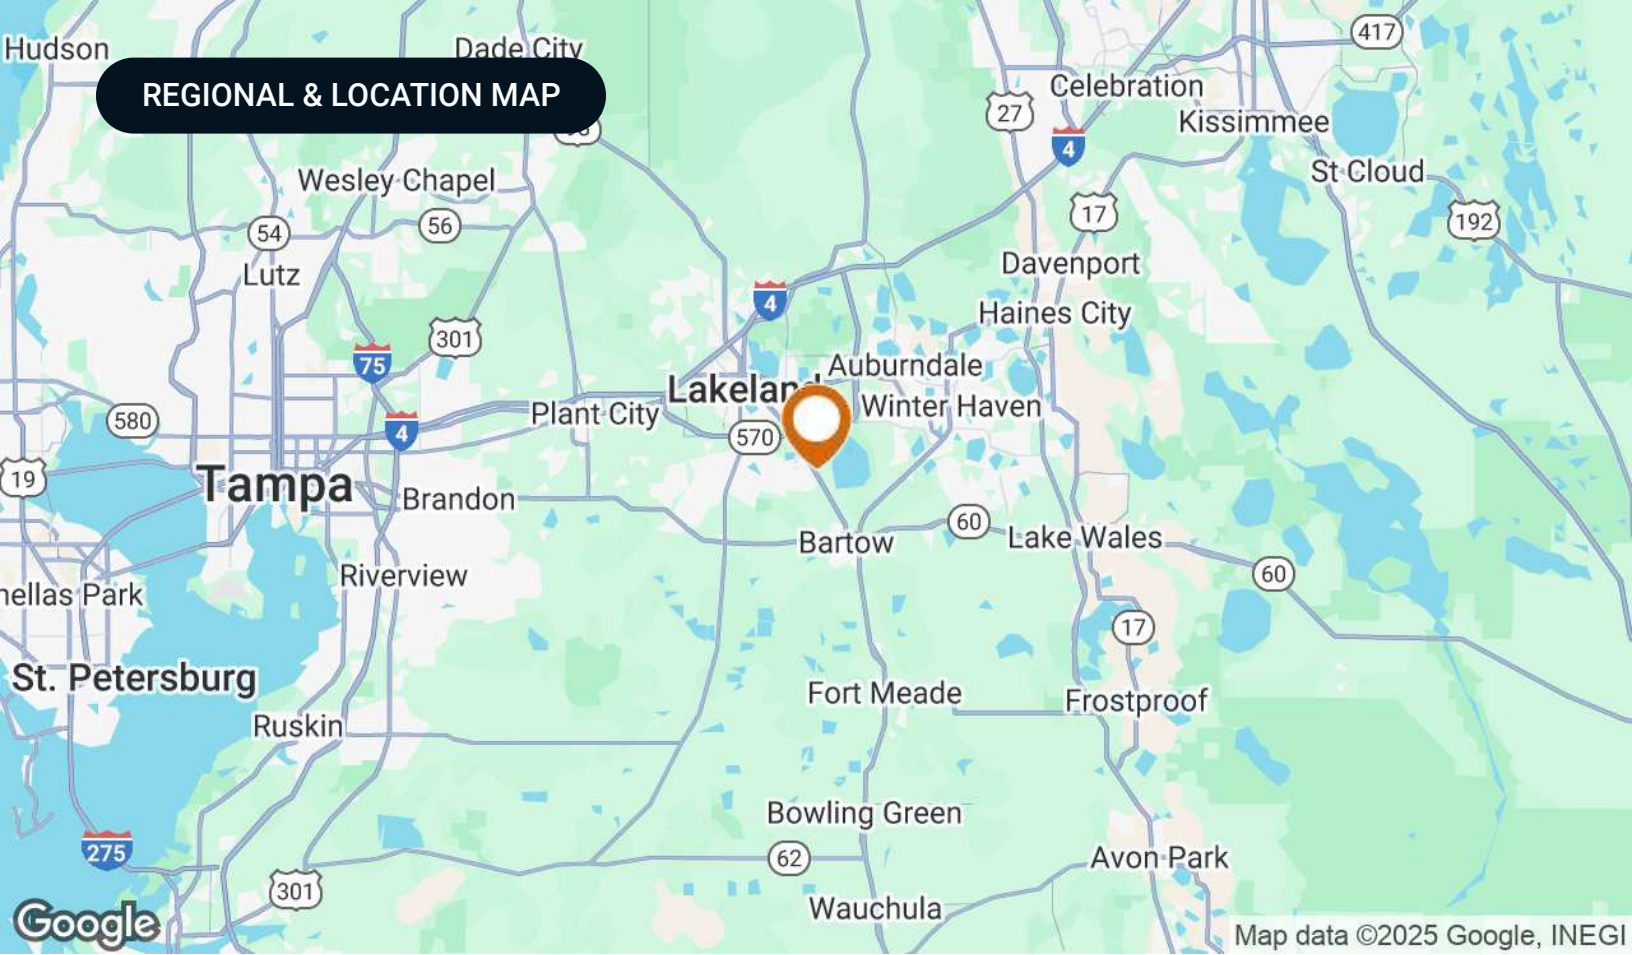 Hudson
Dade City
417
REGIONAL & LOCATION MAP
Celebration
27
Kissimmee
4
St Cloud
Wesley Chapel
54
56
17
192
Lutz
Davenport
4
Haines City
301
75
Auburndale
Lakeland
Winter Haven
580
4
Plant City
570
19
Tampa
Brandon
60
Bartow
Lake Wales
Riverview
60
nellas Park
17
St. Petersburg
Fort Meade
Frostproof
Ruskin
Bowling Green
275
62
Avon Park
301
Wauchula
Google
Map data ©2025 Google, INEGI